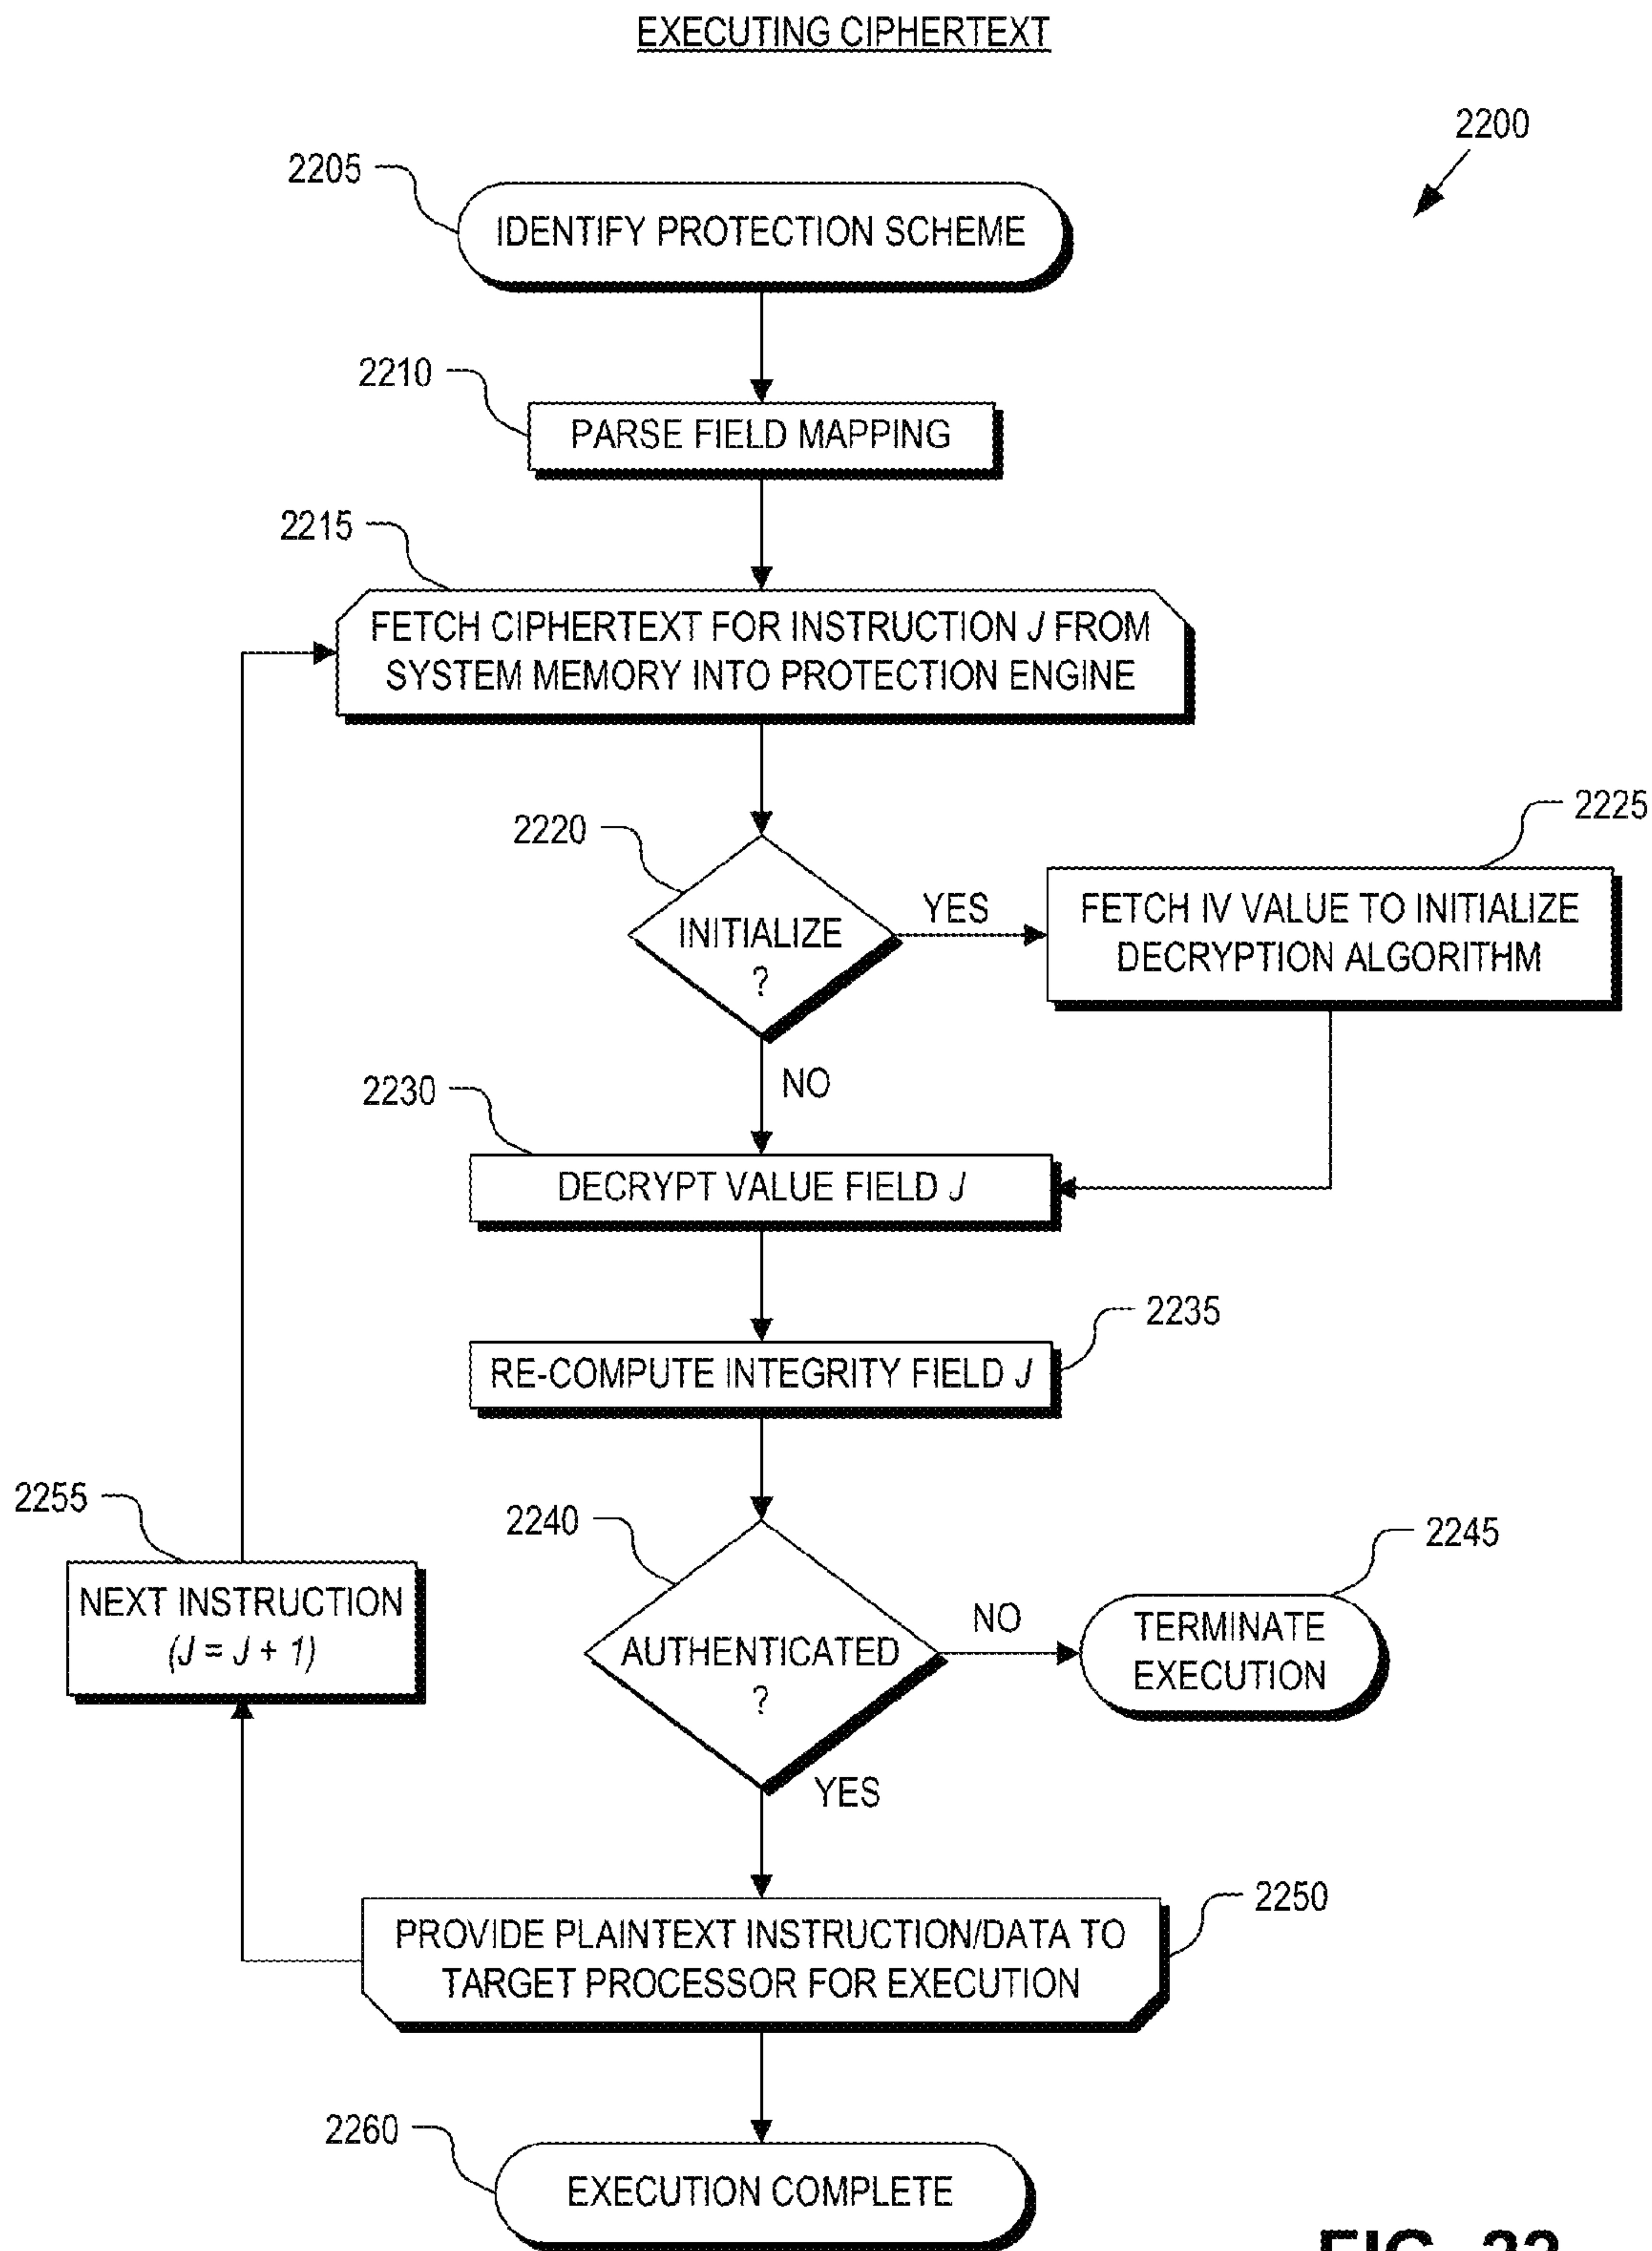 EXECUTING CIPHERTEXT
2200
2205
IDENTIFY PROTECTION SCHEME
2210
PARSE FIELD MAPPING
2215
FETCH CIPHERTEXT FOR INSTRUCTION J FROM
SYSTEM MEMORY INTO PROTECTION ENGINE
2220
INITIALIZE
?
YES
2225
FETCH IV VALUE TO INITIALIZE
DECRYPTION ALGORITHM
NO
2230
DECRYPT VALUE FIELD J
2235
RE-COMPUTE INTEGRITY FIELD J
2255
NEXT INSTRUCTION
(J = J + 1)
2240
AUTHENTICATED
?
NO
2245
TERMINATE
EXECUTION
YES
2250
PROVIDE PLAINTEXT INSTRUCTION/DATA TO
TARGET PROCESSOR FOR EXECUTION
2260
EXECUTION COMPLETE
FIG. 22